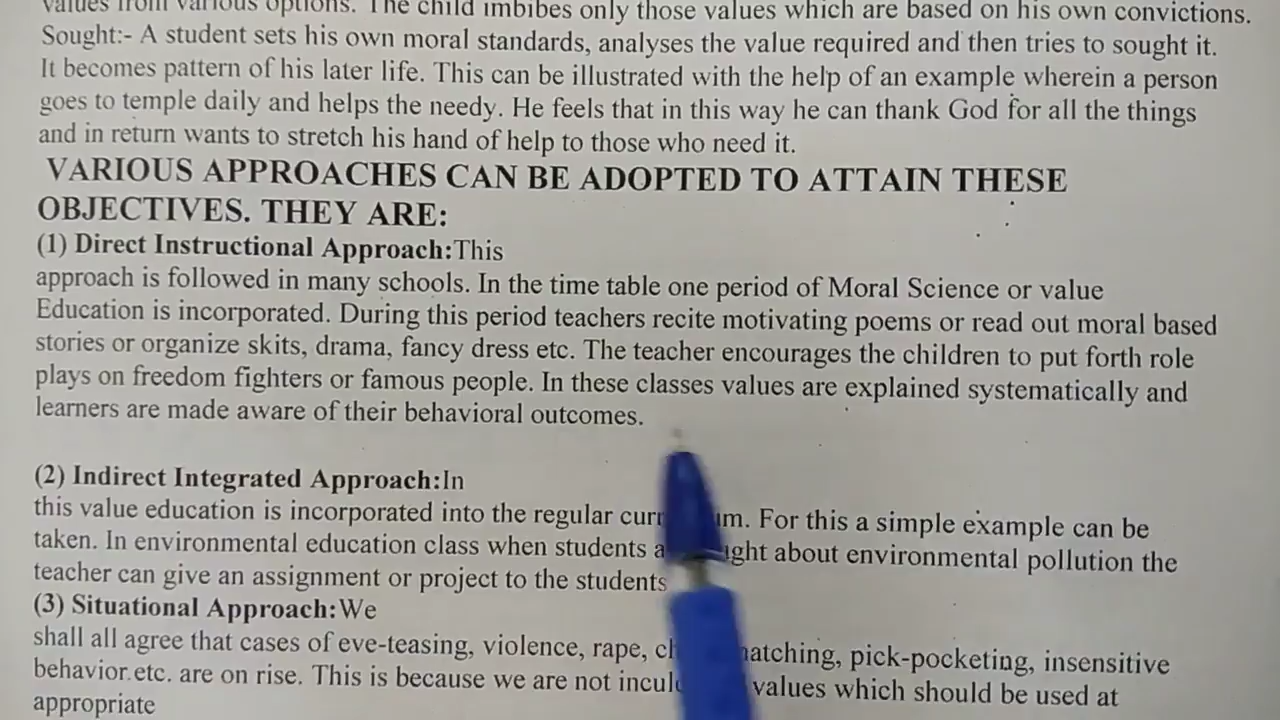 values from various options. The child imbibes only those values which are based on his own convictions.
Sought:- A student sets his own moral standards, analyses the value required and then tries to sought it.
It becomes pattern of his later life. This can be illustrated with the help of an example wherein a person
goes to temple daily and helps the needy. He feels that in this way he can thank God for all the things
and in return wants to stretch his hand of help to those who need it.
VARIOUS APPROACHES CAN BE ADOPTED TO ATTAIN THESE
OBJECTIVES. THEY ARE:
(1) Direct Instructional Approach:This
approach is followed in many schools. In the time table one period of Moral Science or value
Education is incorporated. During this period teachers recite motivating poems or read out moral based
stories or organize skits, drama, fancy dress etc. The teacher encourages the children to put forth role
plays on freedom fighters or famous people. In these classes values are explained systematically and
learners are made aware of their behavioral outcomes.
(2) Indirect Integrated Approach:In
this value education is incorporated into the regular For this a simple example can be
taken. In environmental education class when students about environmental pollution the
teacher can give an assignment or project to the students
(3) Situational Approach:We
shall all agree that cases of eve-teasing, violence, rape, pick-pocketing, insensitive
behavior etc. are on rise. This is because we are not values which should be used at
appropriate